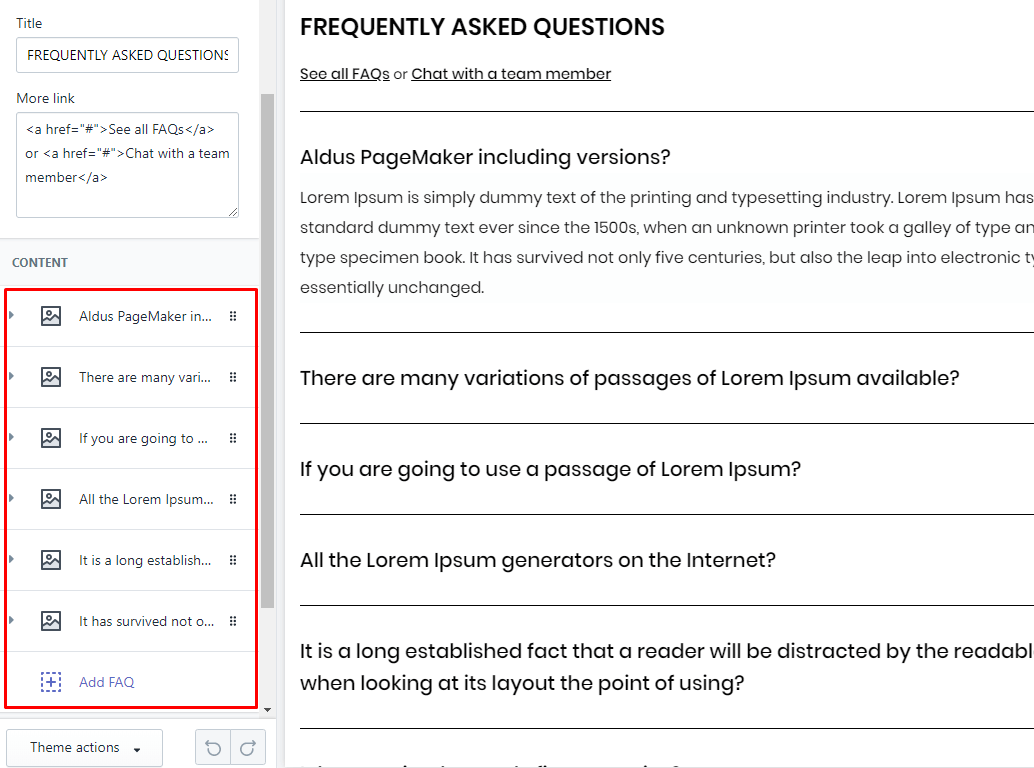 Title
FREQUENTLY ASKED QUESTIONS
More link
<a href="#">See all FAQs</a>
or <a href="#">Chat with a team
member</a>
CONTENT
Aldus PageMaker in...
There are many vari...
If you are going to ...
All the Lorem Ipsum...
It is a long establish...
It has survived not o...
Add FAQ
Theme actions
FREQUENTLY ASKED QUESTIONS
See all FAQs or Chat with a team member
Aldus PageMaker including versions?
Lorem Ipsum is simply dummy text of the printing and typesetting industry. Lorem Ipsum has
standard dummy text ever since the 1500s, when an unknown printer took a galley of type an
type specimen book. It has survived not only five centuries, but also the leap into electronic ty
essentially unchanged.
There are many variations of passages of Lorem Ipsum available?
If you are going to use a passage of Lorem Ipsum?
All the Lorem Ipsum generators on the Internet?
It is a long established fact that a reader will be distracted by the readabl
when looking at its layout the point of using?